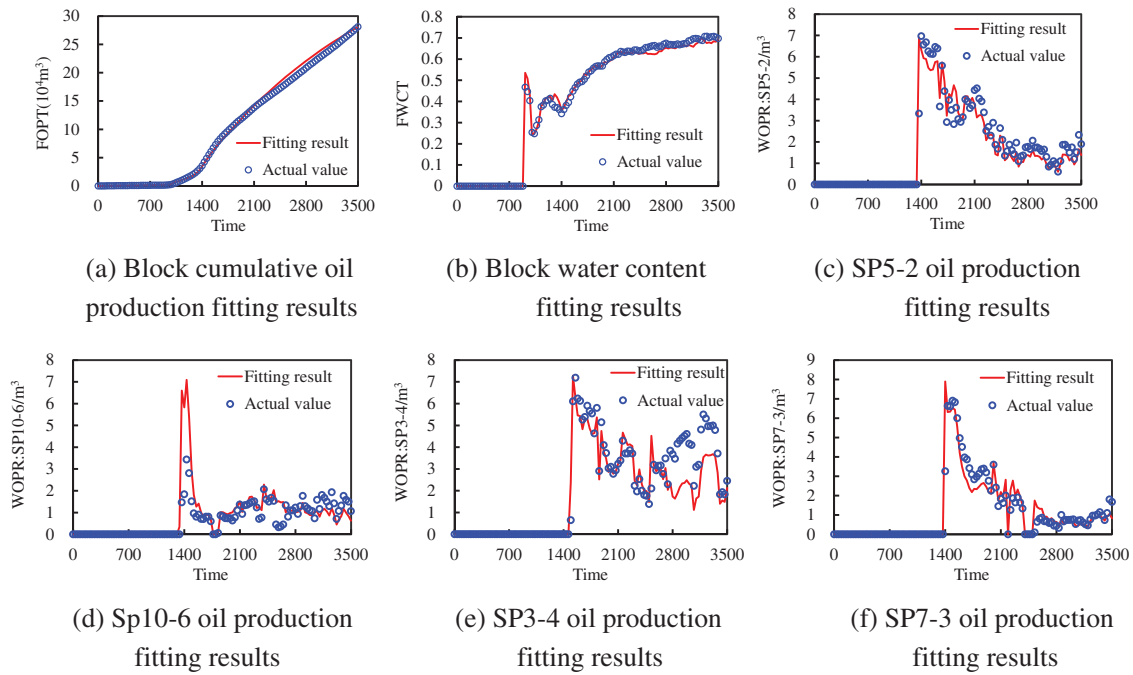 30
25
20
15
10
5
0
FOPT(10⁴m³)
Fitting result
Actual value
0 700 1400 2100 2800 3500
Time
(a) Block cumulative oil
production fitting results
0.8
0.7
0.6
0.5
0.4
0.3
0.2
0.1
0
FWCT
Fitting result
Actual value
0 700 1400 2100 2800 3500
Time
(b) Block water content
fitting results
8
7
6
5
4
3
2
1
0
WOPR:SP5-2/m³
Fitting result
Actual value
0 700 1400 2100 2800 3500
Time
(c) SP5-2 oil production
fitting results
8
7
6
5
4
3
2
1
0
WOPR:SP10-6/m³
Fitting result
Actual value
0 700 1400 2100 2800 3500
Time
(d) Sp10-6 oil production
fitting results
8
7
6
5
4
3
2
1
0
WOPR:SP3-4/m³
Fitting result
Actual value
0 700 1400 2100 2800 3500
Time
(e) SP3-4 oil production
fitting results
9
8
7
6
5
4
3
2
1
0
WOPR:SP7-3/m³
Fitting result
Actual value
0 700 1400 2100 2800 3500
Time
(f) SP7-3 oil production
fitting results